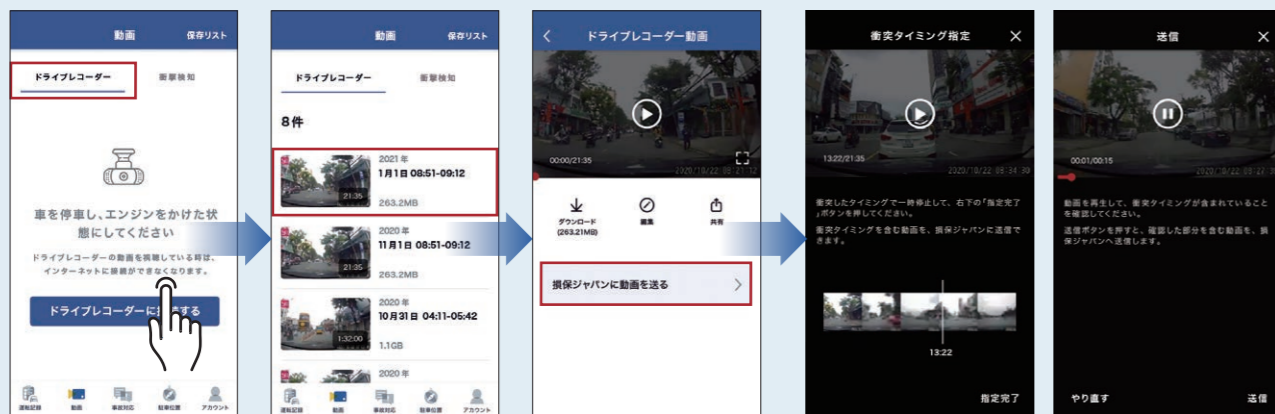 動画
保存リスト
ドライブレコーダー
衝撃検知
車を停車し、エンジンをかけた状
態にしてください
ドライブレコーダーの動画を視聴している時は、
インターネットに接続ができなくなります。
ドライブレコーダーに
する
運転記録
動画
事故対応
駐車位置
アカウント
動画
保存リスト
ドライブレコーダー
衝撃検知
8件
2021年
1月1日 08:51-09:12
21:35
263.2MB
2020年
11月1日 08:51-09:12
21:35
263.2MB
2020年
10月31日 04:11-05:42
1:32:00
1.1GB
2020年
運転記録
動画
事故対応
駐車位置
アカウント
ドライブレコーダー動画
00:00/21:35
2020/10/22 08:21:12
ダウンロード
(263.21MB)
編集
共有
損保ジャパンに動画を送る
衝突タイミング指定
13:22/21:35
2020/10/22 08:34:30
衝突したタイミングで一時停止して、右下の「指定完了
」ボタンを押してください。
衝突タイミングを含む動画を、損保ジャパンに送信で
きます。
13:22
指定完了
送信
00:01/00:15
動画を再生して、衝突タイミングが含まれていること
を確認してください。
送信ボタンを押すと、確認した部分を含む動画を、損
保ジャパンへ送信します。
やり直す
送信